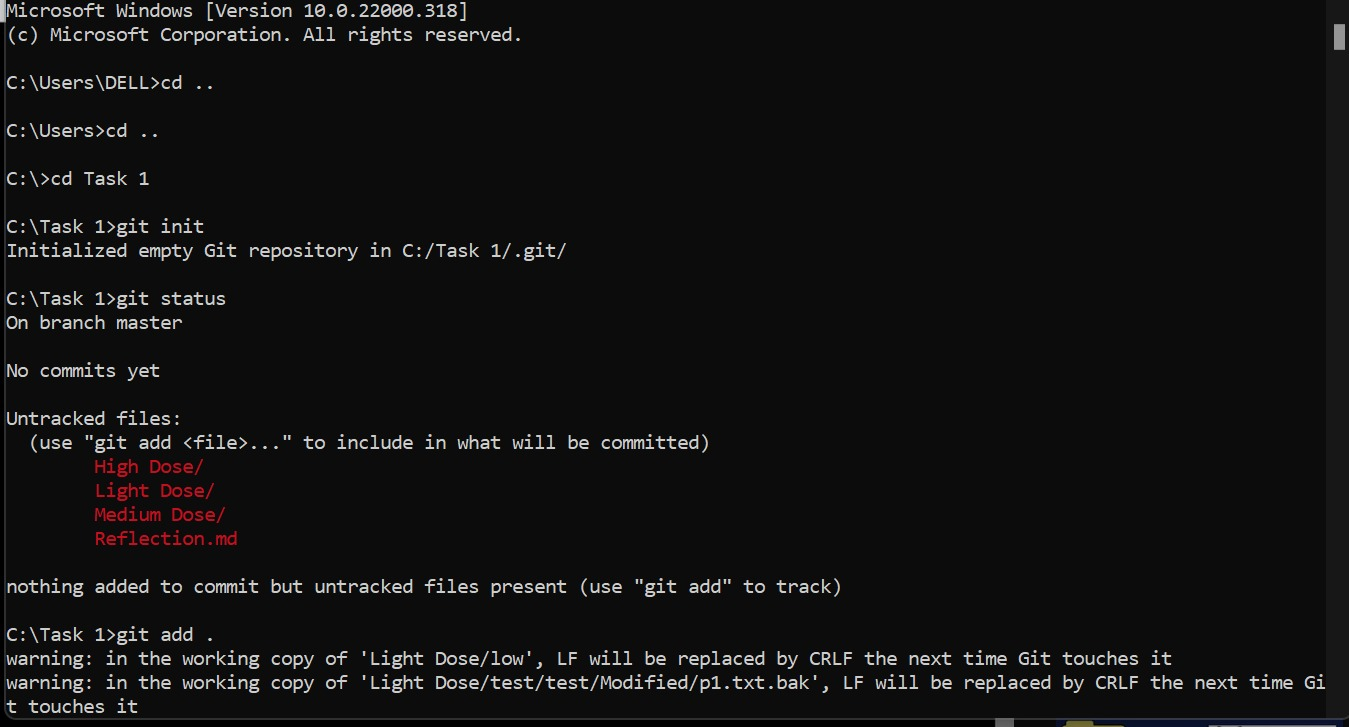 Microsoft Windows [Version 10.0.22000.318]
(c) Microsoft Corporation. All rights reserved.
C:\Users\DELL>cd ..
C:\Users>cd ..
C:\>cd Task 1
C:\Task 1>git init
Initialized empty Git repository in C:/Task 1/.git/
C:\Task 1>git status
On branch master
No commits yet
Untracked files:
  (use "git add <file>..." to include in what will be committed)
        High Dose/
        Light Dose/
        Medium Dose/
        Reflection.md
nothing added to commit but untracked files present (use "git add" to track)
C:\Task 1>git add .
warning: in the working copy of 'Light Dose/low', LF will be replaced by CRLF the next time Git touches it
warning: in the working copy of 'Light Dose/test/test/Modified/p1.txt.bak', LF will be replaced by CRLF the next time Gi
t touches it